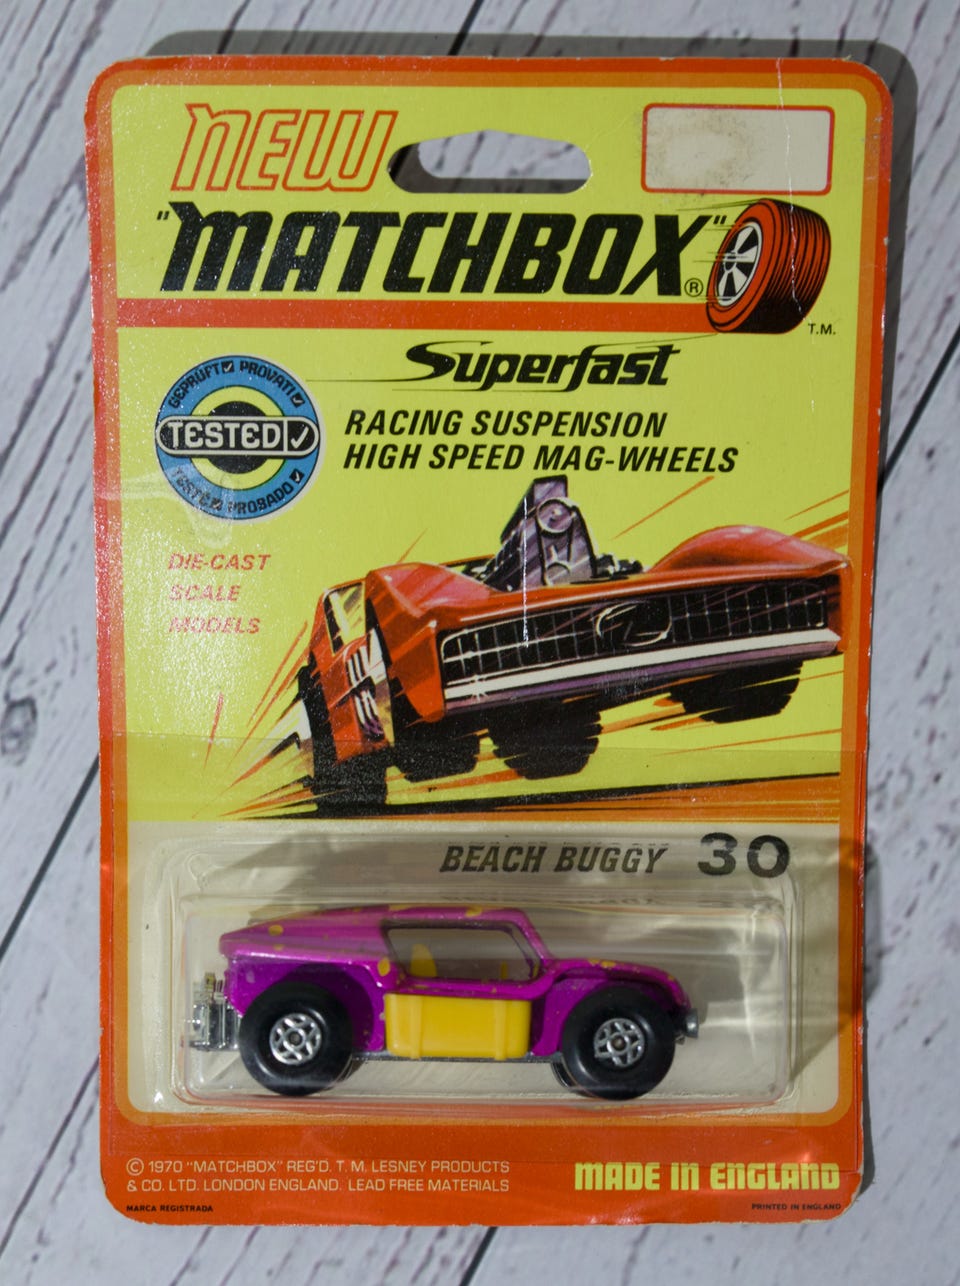 NEW
"MATCHBOX"®
T.M.
Superfast
RACING SUSPENSION
HIGH SPEED MAG-WHEELS
GEPRÜFT PROVATI
TESTED
TESTÉ PROBADO
DIE-CAST
SCALE
MODELS
BEACH BUGGY 30
© 1970 "MATCHBOX" REG'D. T. M. LESNEY PRODUCTS
& CO. LTD. LONDON ENGLAND. LEAD FREE MATERIALS
MADE IN ENGLAND
MARCA REGISTRADA
PRINTED IN ENGLAND